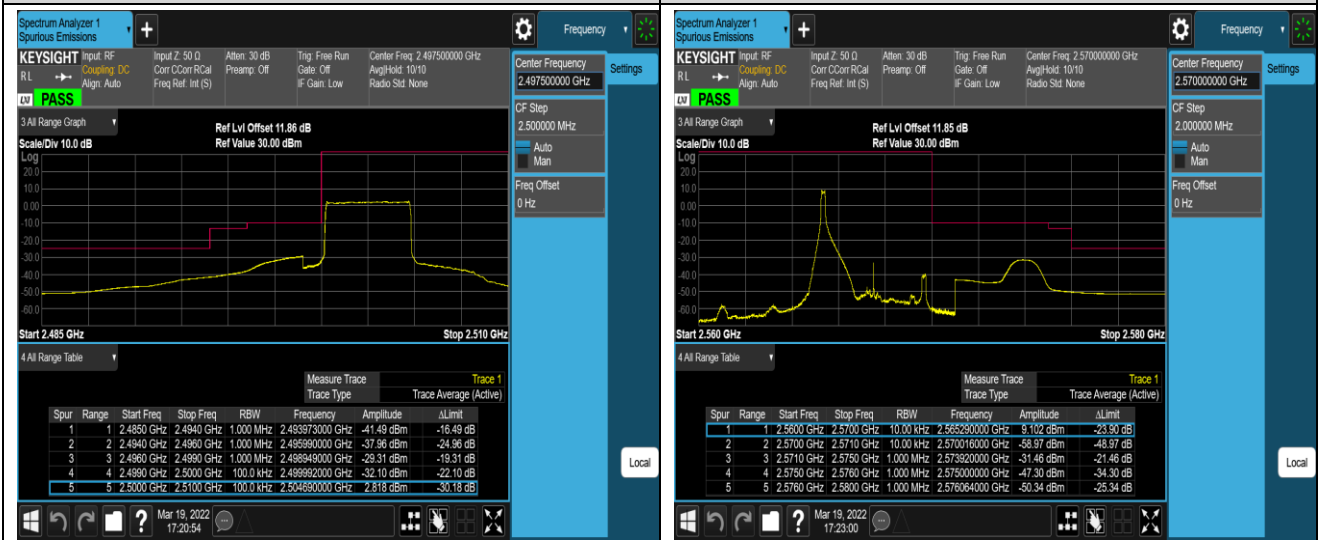 Spectrum Analyzer 1
Spurious Emissions
+
Frequency
KEYSIGHT Input: RF Input Z: 50 Ω Atten: 30 dB Trig: Free Run Center Freq: 2.497500000 GHz
RL Coupling: DC Corr CCorr RCal Preamp: Off Gate: Off Avg|Hold: 10/10
Align: Auto Freq Ref: Int (S) IF Gain: Low Radio Std: None
LXI PASS
Center Frequency
2.497500000 GHz
Settings
CF Step
2.500000 MHz
Auto
Man
Freq Offset
0 Hz
3 All Range Graph
Ref Lvl Offset 11.86 dB
Scale/Div 10.0 dB Ref Value 30.00 dBm
Log
20.0
10.0
0.00
-10.0
-20.0
-30.0
-40.0
-50.0
-60.0
Start 2.485 GHz Stop 2.510 GHz
4 All Range Table
Measure Trace Trace 1
Trace Type Trace Average (Active)
Spur Range Start Freq Stop Freq RBW Frequency Amplitude ΔLimit
1 1 2.4850 GHz 2.4940 GHz 1.000 MHz 2.493973000 GHz -41.49 dBm -16.49 dB
2 2 2.4940 GHz 2.4960 GHz 1.000 MHz 2.495990000 GHz -37.96 dBm -24.96 dB
3 3 2.4960 GHz 2.4990 GHz 1.000 MHz 2.498949000 GHz -29.31 dBm -19.31 dB
4 4 2.4990 GHz 2.5000 GHz 100.0 kHz 2.499992000 GHz -32.10 dBm -22.10 dB
5 5 2.5000 GHz 2.5100 GHz 100.0 kHz 2.504690000 GHz 2.818 dBm -30.18 dB
Local
?
Mar 19, 2022
17:20:54
Spectrum Analyzer 1
Spurious Emissions
+
Frequency
KEYSIGHT Input: RF Input Z: 50 Ω Atten: 30 dB Trig: Free Run Center Freq: 2.570000000 GHz
RL Coupling: DC Corr CCorr RCal Preamp: Off Gate: Off Avg|Hold: 10/10
Align: Auto Freq Ref: Int (S) IF Gain: Low Radio Std: None
LXI PASS
Center Frequency
2.570000000 GHz
Settings
CF Step
2.000000 MHz
Auto
Man
Freq Offset
0 Hz
3 All Range Graph
Ref Lvl Offset 11.85 dB
Scale/Div 10.0 dB Ref Value 30.00 dBm
Log
20.0
10.0
0.00
-10.0
-20.0
-30.0
-40.0
-50.0
-60.0
Start 2.560 GHz Stop 2.580 GHz
4 All Range Table
Measure Trace Trace 1
Trace Type Trace Average (Active)
Spur Range Start Freq Stop Freq RBW Frequency Amplitude ΔLimit
1 1 2.5600 GHz 2.5700 GHz 10.00 kHz 2.565290000 GHz 9.102 dBm -23.90 dB
2 2 2.5700 GHz 2.5710 GHz 10.00 kHz 2.570016000 GHz -58.97 dBm -48.97 dB
3 3 2.5710 GHz 2.5750 GHz 1.000 MHz 2.573920000 GHz -31.46 dBm -21.46 dB
4 4 2.5750 GHz 2.5760 GHz 1.000 MHz 2.575000000 GHz -47.30 dBm -34.30 dB
5 5 2.5760 GHz 2.5800 GHz 1.000 MHz 2.576064000 GHz -50.34 dBm -25.34 dB
Local
?
Mar 19, 2022
17:23:00